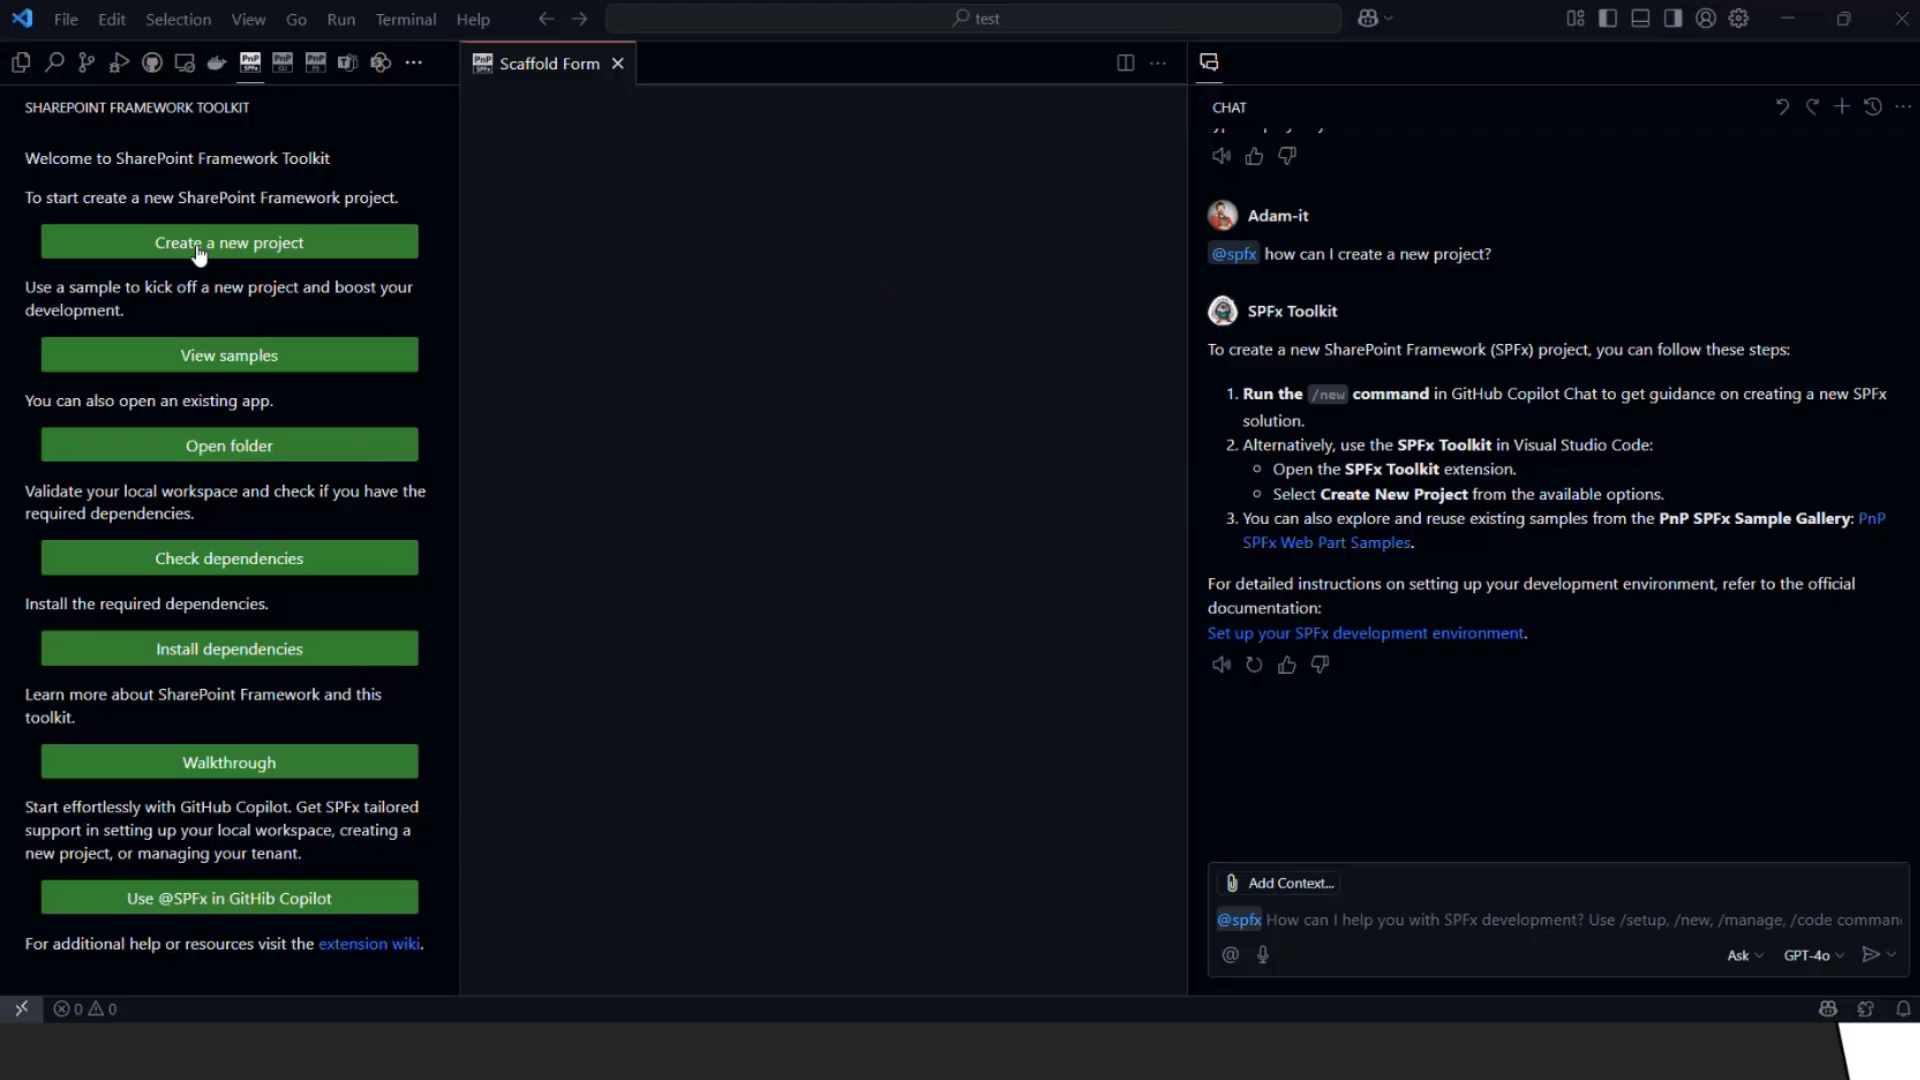 File Edit Selection View Go Run Terminal Help
test
PnP SPFx
PnP CLI
PnP PS
PnP SPFx Scaffold Form
SHAREPOINT FRAMEWORK TOOLKIT
Welcome to SharePoint Framework Toolkit
To start create a new SharePoint Framework project.
Create a new project
Use a sample to kick off a new project and boost your
development.
View samples
You can also open an existing app.
Open folder
Validate your local workspace and check if you have the
required dependencies.
Check dependencies
Install the required dependencies.
Install dependencies
Learn more about SharePoint Framework and this
toolkit.
Walkthrough
Start effortlessly with GitHub Copilot. Get SPFx tailored
support in setting up your local workspace, creating a
new project, or managing your tenant.
Use @SPFx in GitHib Copilot
For additional help or resources visit the extension wiki.
0 0
CHAT
Adam-it
@spfx how can I create a new project?
SPFx Toolkit
To create a new SharePoint Framework (SPFx) project, you can follow these steps:
1. Run the /new command in GitHub Copilot Chat to get guidance on creating a new SPFx
solution.
2. Alternatively, use the SPFx Toolkit in Visual Studio Code:
Open the SPFx Toolkit extension.
Select Create New Project from the available options.
3. You can also explore and reuse existing samples from the PnP SPFx Sample Gallery: PnP
SPFx Web Part Samples.
For detailed instructions on setting up your development environment, refer to the official
documentation:
Set up your SPFx development environment.
Add Context...
@spfx How can I help you with SPFx development? Use /setup, /new, /manage, /code comman
Ask GPT-4o